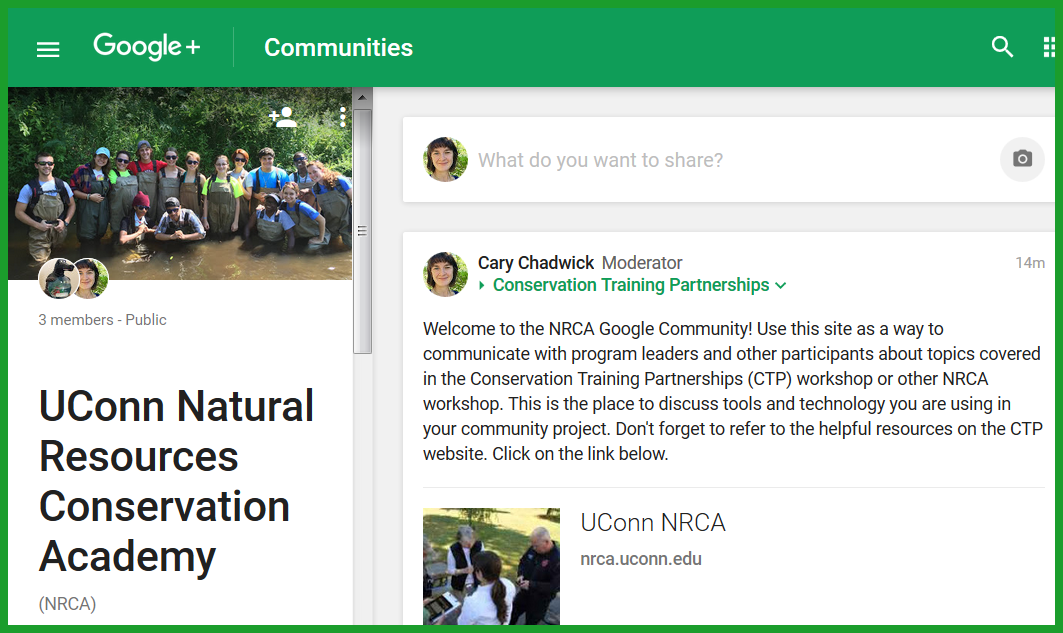 Google+
Communities
What do you want to share?
3 members - Public
UConn Natural
Resources
Conservation
Academy
(NRCA)
Cary Chadwick Moderator
14m
Conservation Training Partnerships
Welcome to the NRCA Google Community! Use this site as a way to
communicate with program leaders and other participants about topics covered
in the Conservation Training Partnerships (CTP) workshop or other NRCA
workshop. This is the place to discuss tools and technology you are using in
your community project. Don't forget to refer to the helpful resources on the CTP
website. Click on the link below.
UConn NRCA
nrca.uconn.edu